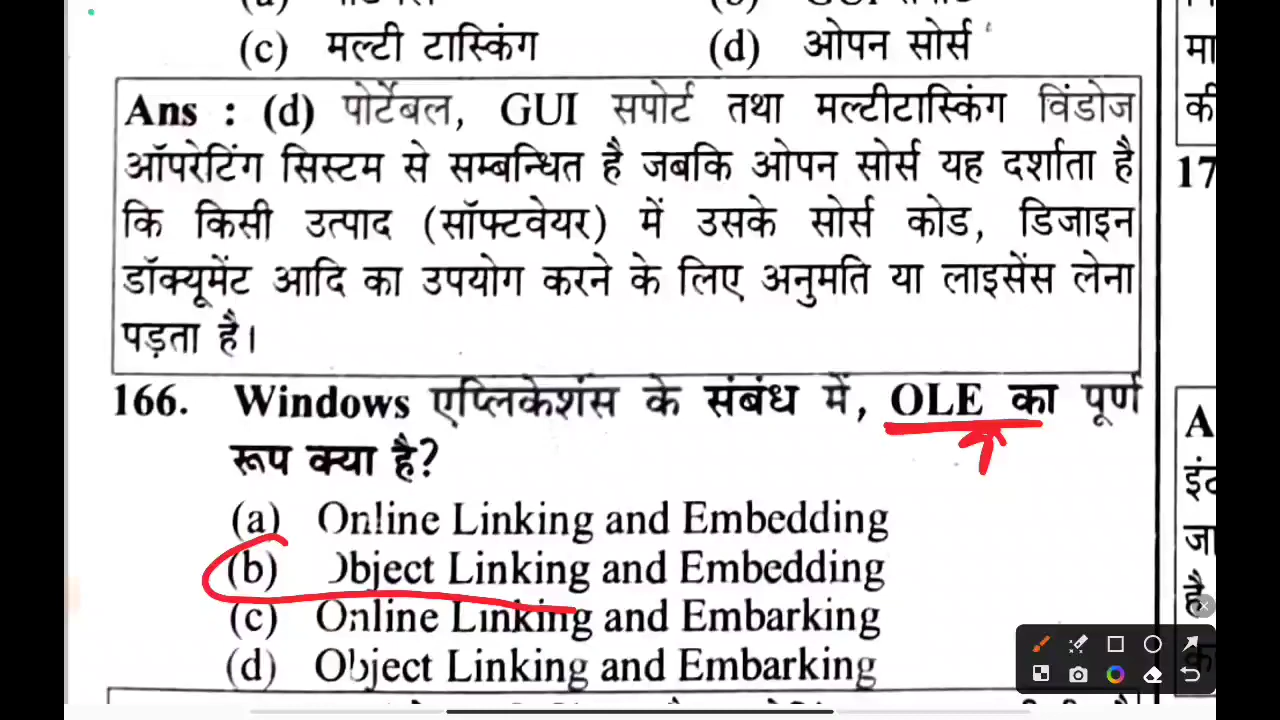 (c) मल्टी टास्किंग (d) ओपन सोर्स
Ans : (d) पोर्टेबल, GUI सपोर्ट तथा मल्टीटास्किंग विंडोज
ऑपरेटिंग सिस्टम से सम्बन्धित है जबकि ओपन सोर्स यह दर्शाता है
कि किसी उत्पाद (सॉफ्टवेयर) में उसके सोर्स कोड, डिजाइन
डॉक्यूमेंट आदि का उपयोग करने के लिए अनुमति या लाइसेंस लेना
पड़ता है।
166. Windows एप्लिकेशंस के संबंध में, OLE का पूर्ण
रूप क्या है?
(a) Online Linking and Embedding
(b) Object Linking and Embedding
(c) Online Linking and Embarking
(d) Object Linking and Embarking
17